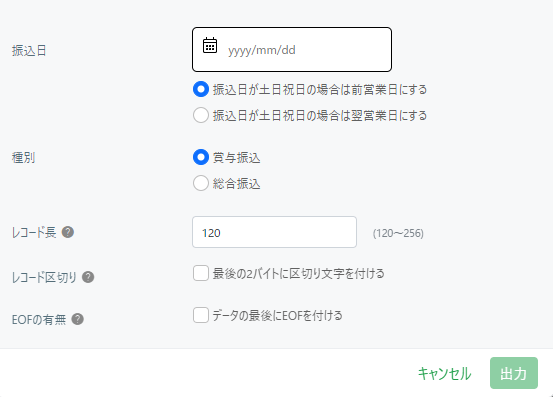 振込日
yyyy/mm/dd
振込日が土日祝日の場合は前営業日にする
振込日が土日祝日の場合は翌営業日にする
種別
賞与振込
総合振込
レコード長 ?
120
(120～256)
レコード区切り ?
最後の2バイトに区切り文字を付ける
EOFの有無 ?
データの最後にEOFを付ける
キャンセル
出力